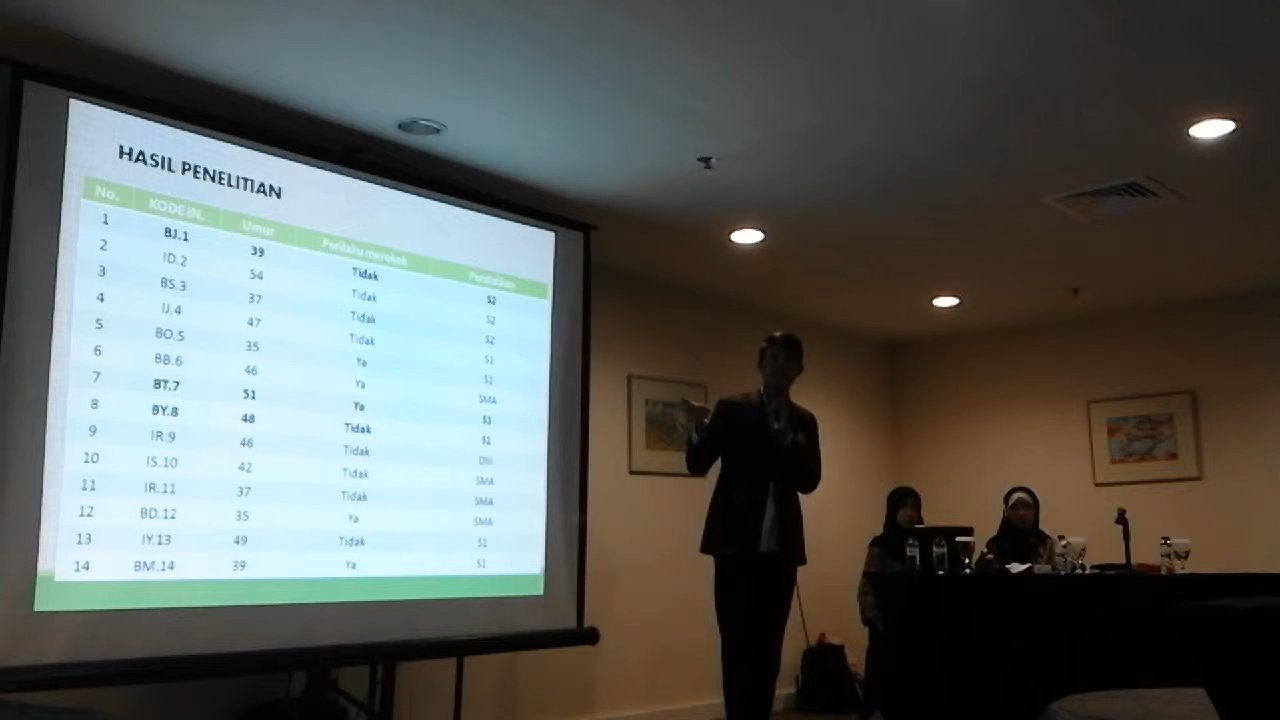 HASIL PENELITIAN
No. KODE IN. Umur Perilaku merokok Pendidikan
1 BJ.1 39 Tidak S2
2 ID.2 54 Tidak S2
3 BS.3 37 Tidak S2
4 IJ.4 47 Tidak S1
5 BO.5 35 Ya S1
6 BB.6 46 Ya SMA
7 BT.7 51 Ya S1
8 BY.8 48 Tidak S1
9 IR.9 46 Tidak DIII
10 IS.10 42 Tidak SMA
11 IR.11 37 Tidak SMA
12 BD.12 35 Ya SMA
13 IY.13 49 Tidak S1
14 BM.14 39 Ya S1